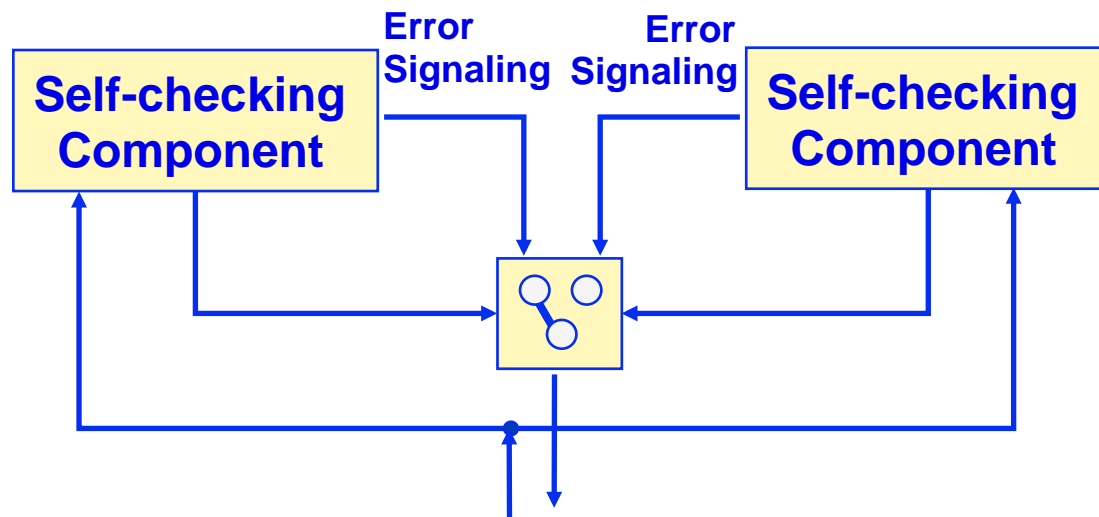 Error
Signaling
Error
Signaling
Self-checking
Component
Self-checking
Component